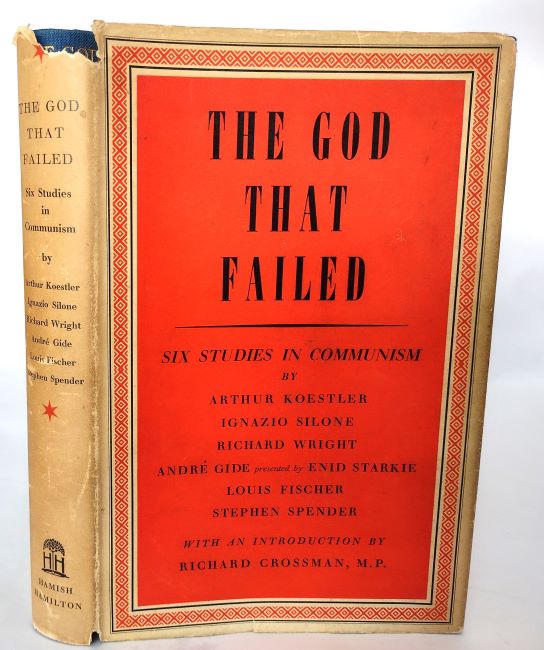 THE GOD
THAT
FAILED
Six Studies
in
Communism
by
Arthur Koestler
Ignazio Silone
Richard Wright
André Gide
Louis Fischer
Stephen Spender
HH
HAMISH
HAMILTON
THE GOD
THAT
FAILED
SIX STUDIES IN COMMUNISM
BY
ARTHUR KOESTLER
IGNAZIO SILONE
RICHARD WRIGHT
ANDRÉ GIDE presented by ENID STARKIE
LOUIS FISCHER
STEPHEN SPENDER
WITH AN INTRODUCTION BY
RICHARD CROSSMAN, M.P.